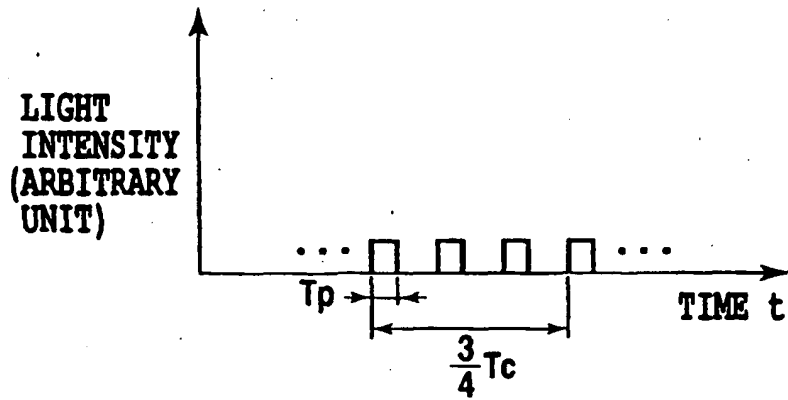 LIGHT
INTENSITY
(ARBITRARY
UNIT)
... ...
Tp
TIME t
3/4 Tc